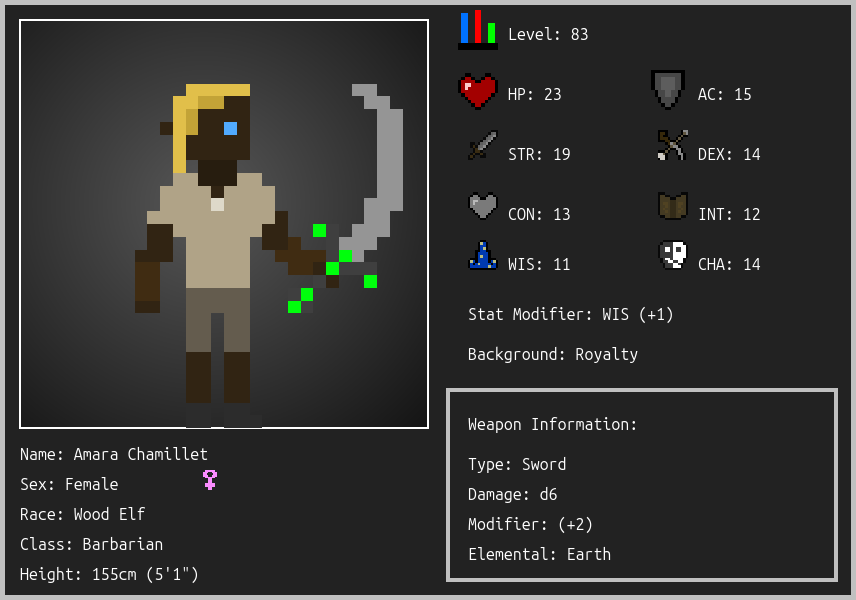 Level: 83
HP: 23
AC: 15
STR: 19
DEX: 14
CON: 13
INT: 12
WIS: 11
CHA: 14
Stat Modifier: WIS (+1)
Background: Royalty
Weapon Information:
Type: Sword
Damage: d6
Modifier: (+2)
Elemental: Earth
Name: Amara Chamillet
Sex: Female
Race: Wood Elf
Class: Barbarian
Height: 155cm (5'1")